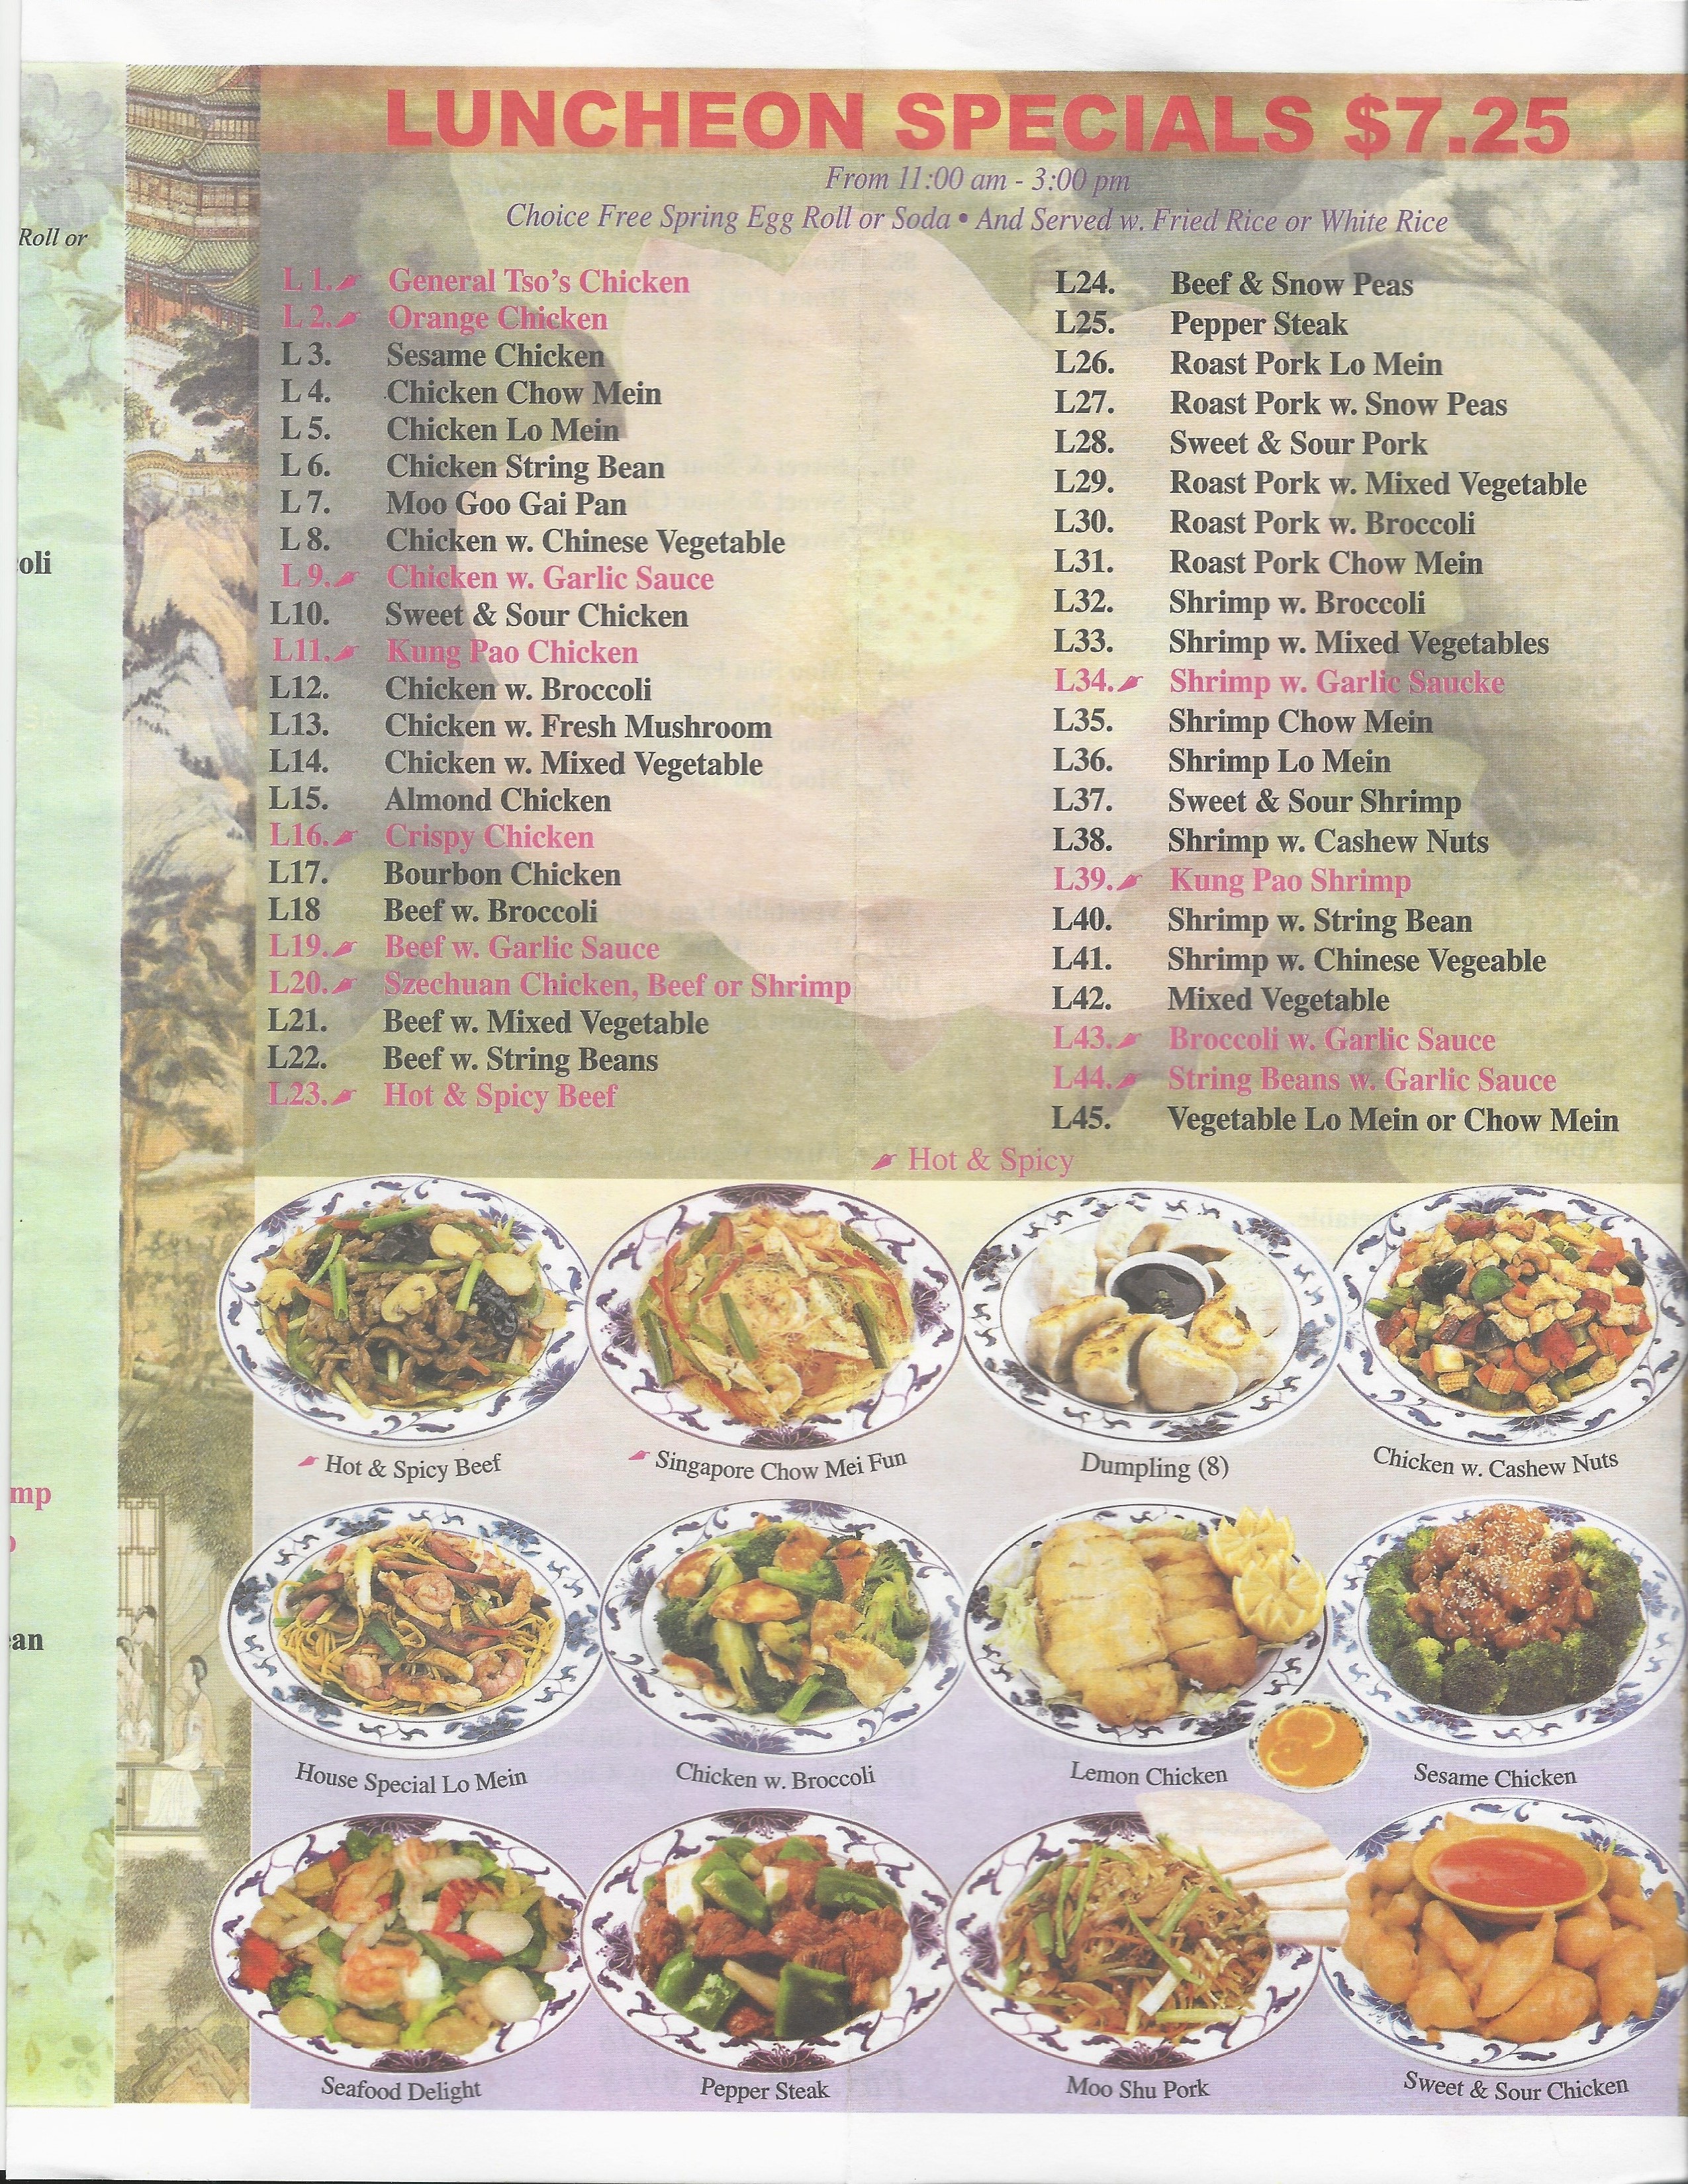 LUNCHEON SPECIALS $7.25
From 11:00 am - 3:00 pm
Choice Free Spring Egg Roll or Soda • And Served w. Fried Rice or White Rice
Roll or
oli
mp
an
L 1. General Tso's Chicken
L 2. Orange Chicken
L 3. Sesame Chicken
L 4. Chicken Chow Mein
L 5. Chicken Lo Mein
L 6. Chicken String Bean
L 7. Moo Goo Gai Pan
L 8. Chicken w. Chinese Vegetable
L 9. Chicken w. Garlic Sauce
L10. Sweet & Sour Chicken
L11. Kung Pao Chicken
L12. Chicken w. Broccoli
L13. Chicken w. Fresh Mushroom
L14. Chicken w. Mixed Vegetable
L15. Almond Chicken
L16. Crispy Chicken
L17. Bourbon Chicken
L18 Beef w. Broccoli
L19. Beef w. Garlic Sauce
L20. Szechuan Chicken, Beef or Shrimp
L21. Beef w. Mixed Vegetable
L22. Beef w. String Beans
L23. Hot & Spicy Beef
L24. Beef & Snow Peas
L25. Pepper Steak
L26. Roast Pork Lo Mein
L27. Roast Pork w. Snow Peas
L28. Sweet & Sour Pork
L29. Roast Pork w. Mixed Vegetable
L30. Roast Pork w. Broccoli
L31. Roast Pork Chow Mein
L32. Shrimp w. Broccoli
L33. Shrimp w. Mixed Vegetables
L34. Shrimp w. Garlic Saucke
L35. Shrimp Chow Mein
L36. Shrimp Lo Mein
L37. Sweet & Sour Shrimp
L38. Shrimp w. Cashew Nuts
L39. Kung Pao Shrimp
L40. Shrimp w. String Bean
L41. Shrimp w. Chinese Vegeable
L42. Mixed Vegetable
L43. Broccoli w. Garlic Sauce
L44. String Beans w. Garlic Sauce
L45. Vegetable Lo Mein or Chow Mein
Hot & Spicy
Hot & Spicy Beef
Singapore Chow Mei Fun
Dumpling (8)
Chicken w. Cashew Nuts
House Special Lo Mein
Chicken w. Broccoli
Lemon Chicken
Sesame Chicken
Seafood Delight
Pepper Steak
Moo Shu Pork
Sweet & Sour Chicken